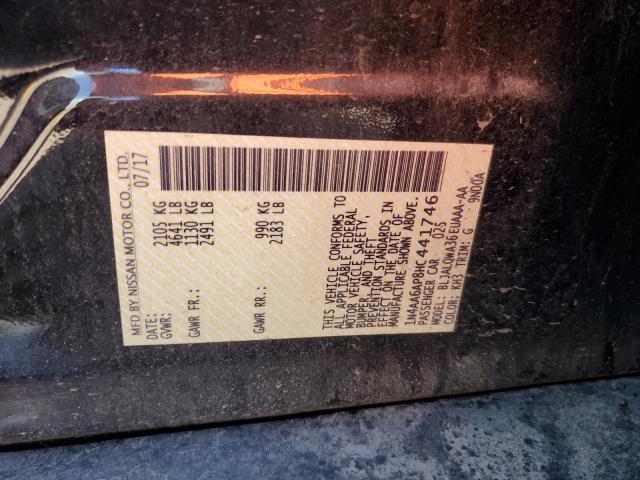 MFD BY NISSAN MOTOR CO., LTD.
DATE: 07/17
GVWR: 2105 KG
4641 LB
GAWR FR.: 1130 KG
2491 LB
GAWR RR.: 990 KG
2183 LB
THIS VEHICLE CONFORMS TO
ALL APPLICABLE FEDERAL
MOTOR VEHICLE SAFETY,
BUMPER, AND THEFT
PREVENTION STANDARDS IN
EFFECT ON THE DATE OF
MANUFACTURE SHOWN ABOVE.
1N4AA6AP8HC 441746
PASSENGER CAR 025
MODEL: BLJALQWA36EUAAA-AA
COLOR: KH3 TRIM: G 9N00A